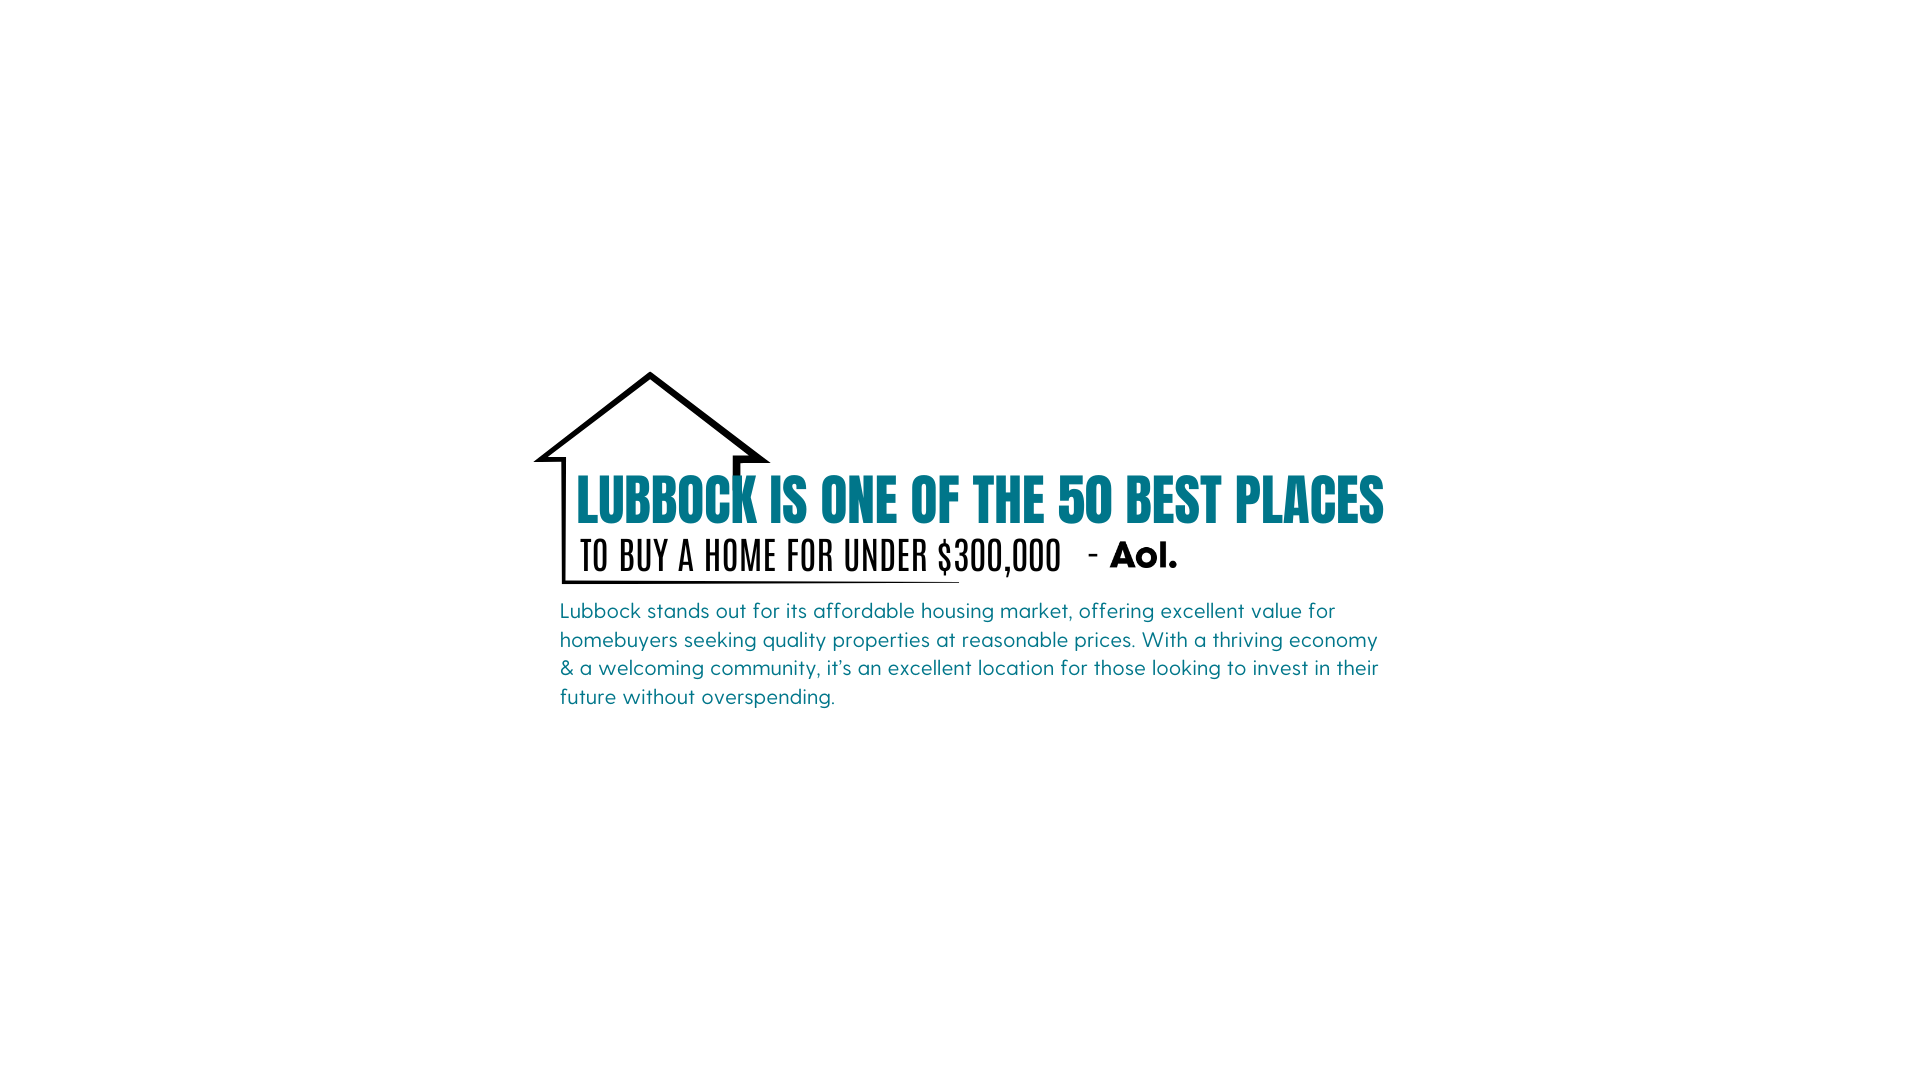 LUBBOCK IS ONE OF THE 50 BEST PLACES
TO BUY A HOME FOR UNDER $300,000 - Aol.
Lubbock stands out for its affordable housing market, offering excellent value for
homebuyers seeking quality properties at reasonable prices. With a thriving economy
& a welcoming community, it's an excellent location for those looking to invest in their
future without overspending.